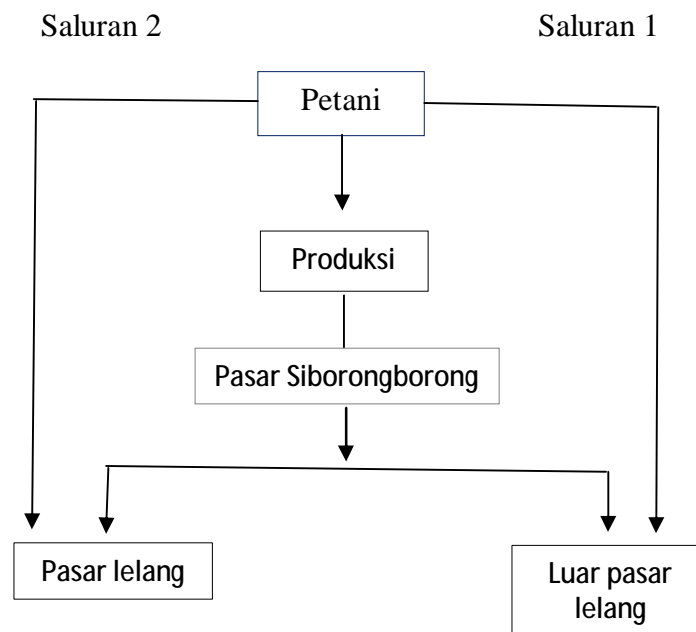 Saluran 2
Saluran 1
Petani
Produksi
Pasar Siborongborong
Pasar lelang
Luar pasar
lelang